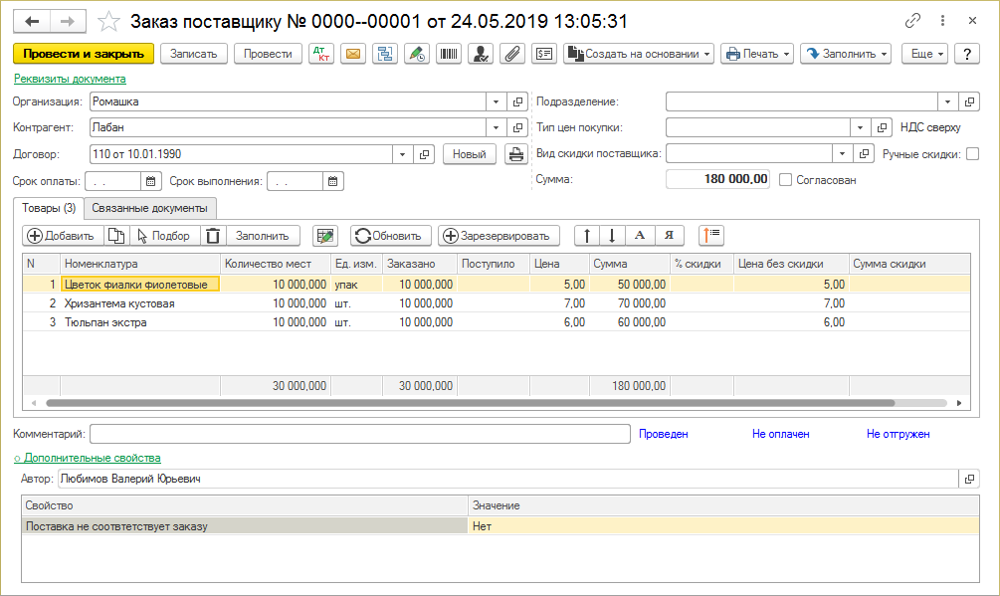 Заказ поставщику № 0000--00001 от 24.05.2019 13:05:31
Провести и закрыть Записать Провести Дт Кт Создать на основании Печать Заполнить Еще ?
Реквизиты документа
Организация: Ромашка Подразделение:
Контрагент: Лабан Тип цен покупки: НДС сверху
Договор: 110 от 10.01.1990 Новый Вид скидки поставщика: Ручные скидки:
Срок оплаты: . . Срок выполнения: . . Сумма: 180 000,00 Согласован
Товары (3) Связанные документы
Добавить Подбор Заполнить Обновить Зарезервировать А Я
N Номенклатура Количество мест Ед. изм. Заказано Поступило Цена Сумма % скидки Цена без скидки Сумма скидки
1 Цветок фиалки фиолетовые 10 000,000 упак 10 000,000 5,00 50 000,00 5,00
2 Хризантема кустовая 10 000,000 шт. 10 000,000 7,00 70 000,00 7,00
3 Тюльпан экстра 10 000,000 шт. 10 000,000 6,00 60 000,00 6,00
30 000,000 30 000,000 180 000,00
Комментарий: Проведен Не оплачен Не отгружен
Дополнительные свойства
Автор: Любимов Валерий Юрьевич
Свойство Значение
Поставка не соотвтетствует заказу Нет